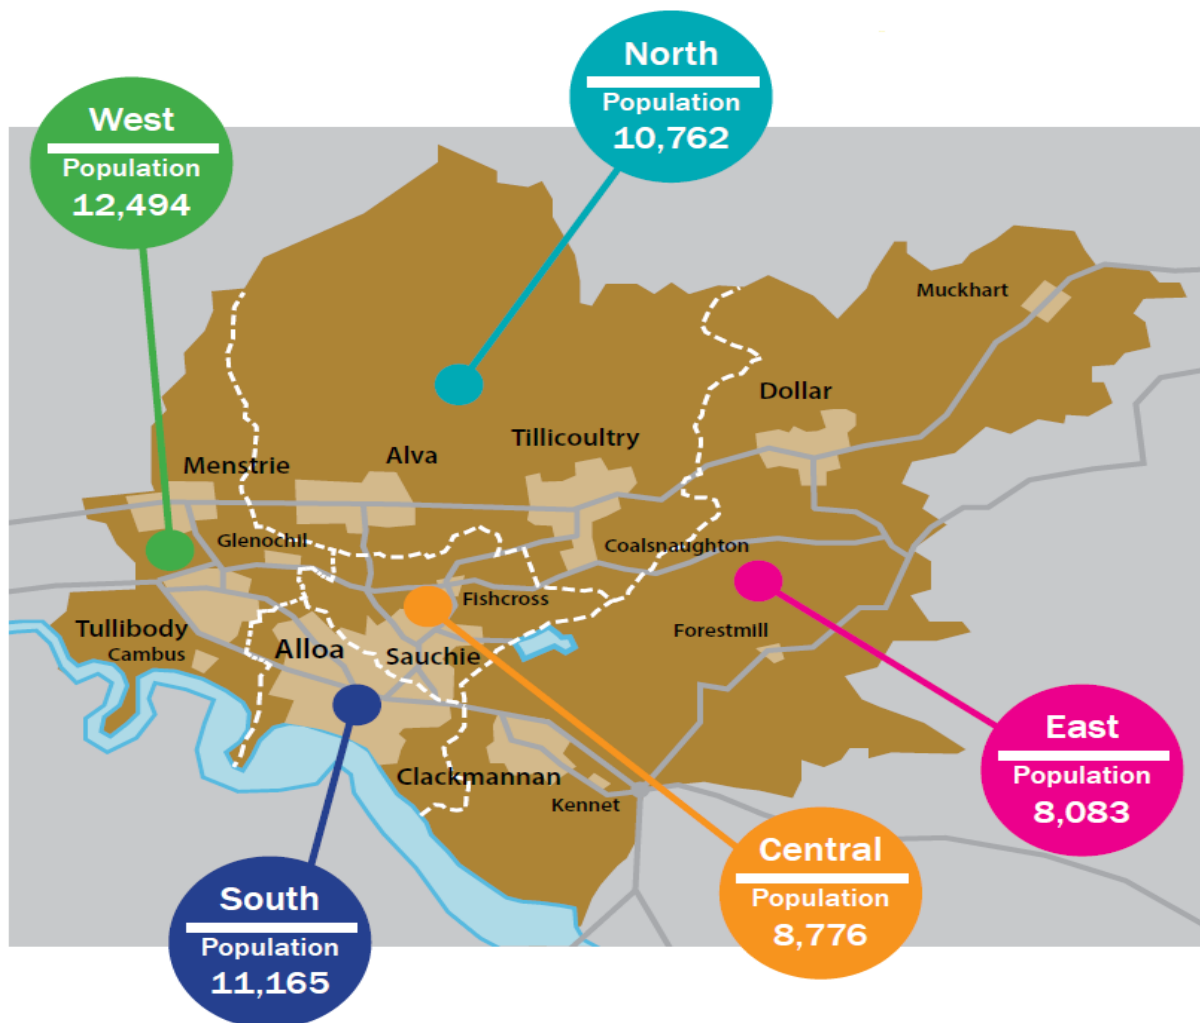 North
Population
10,762
West
Population
12,494
Muckhart
Dollar
Tillicoultry
Alva
Menstrie
Glenochil
Coalsnaughton
Fishcross
Forestmill
Tullibody
Cambus
Alloa
Sauchie
Clackmannan
Kennet
East
Population
8,083
Central
Population
8,776
South
Population
11,165